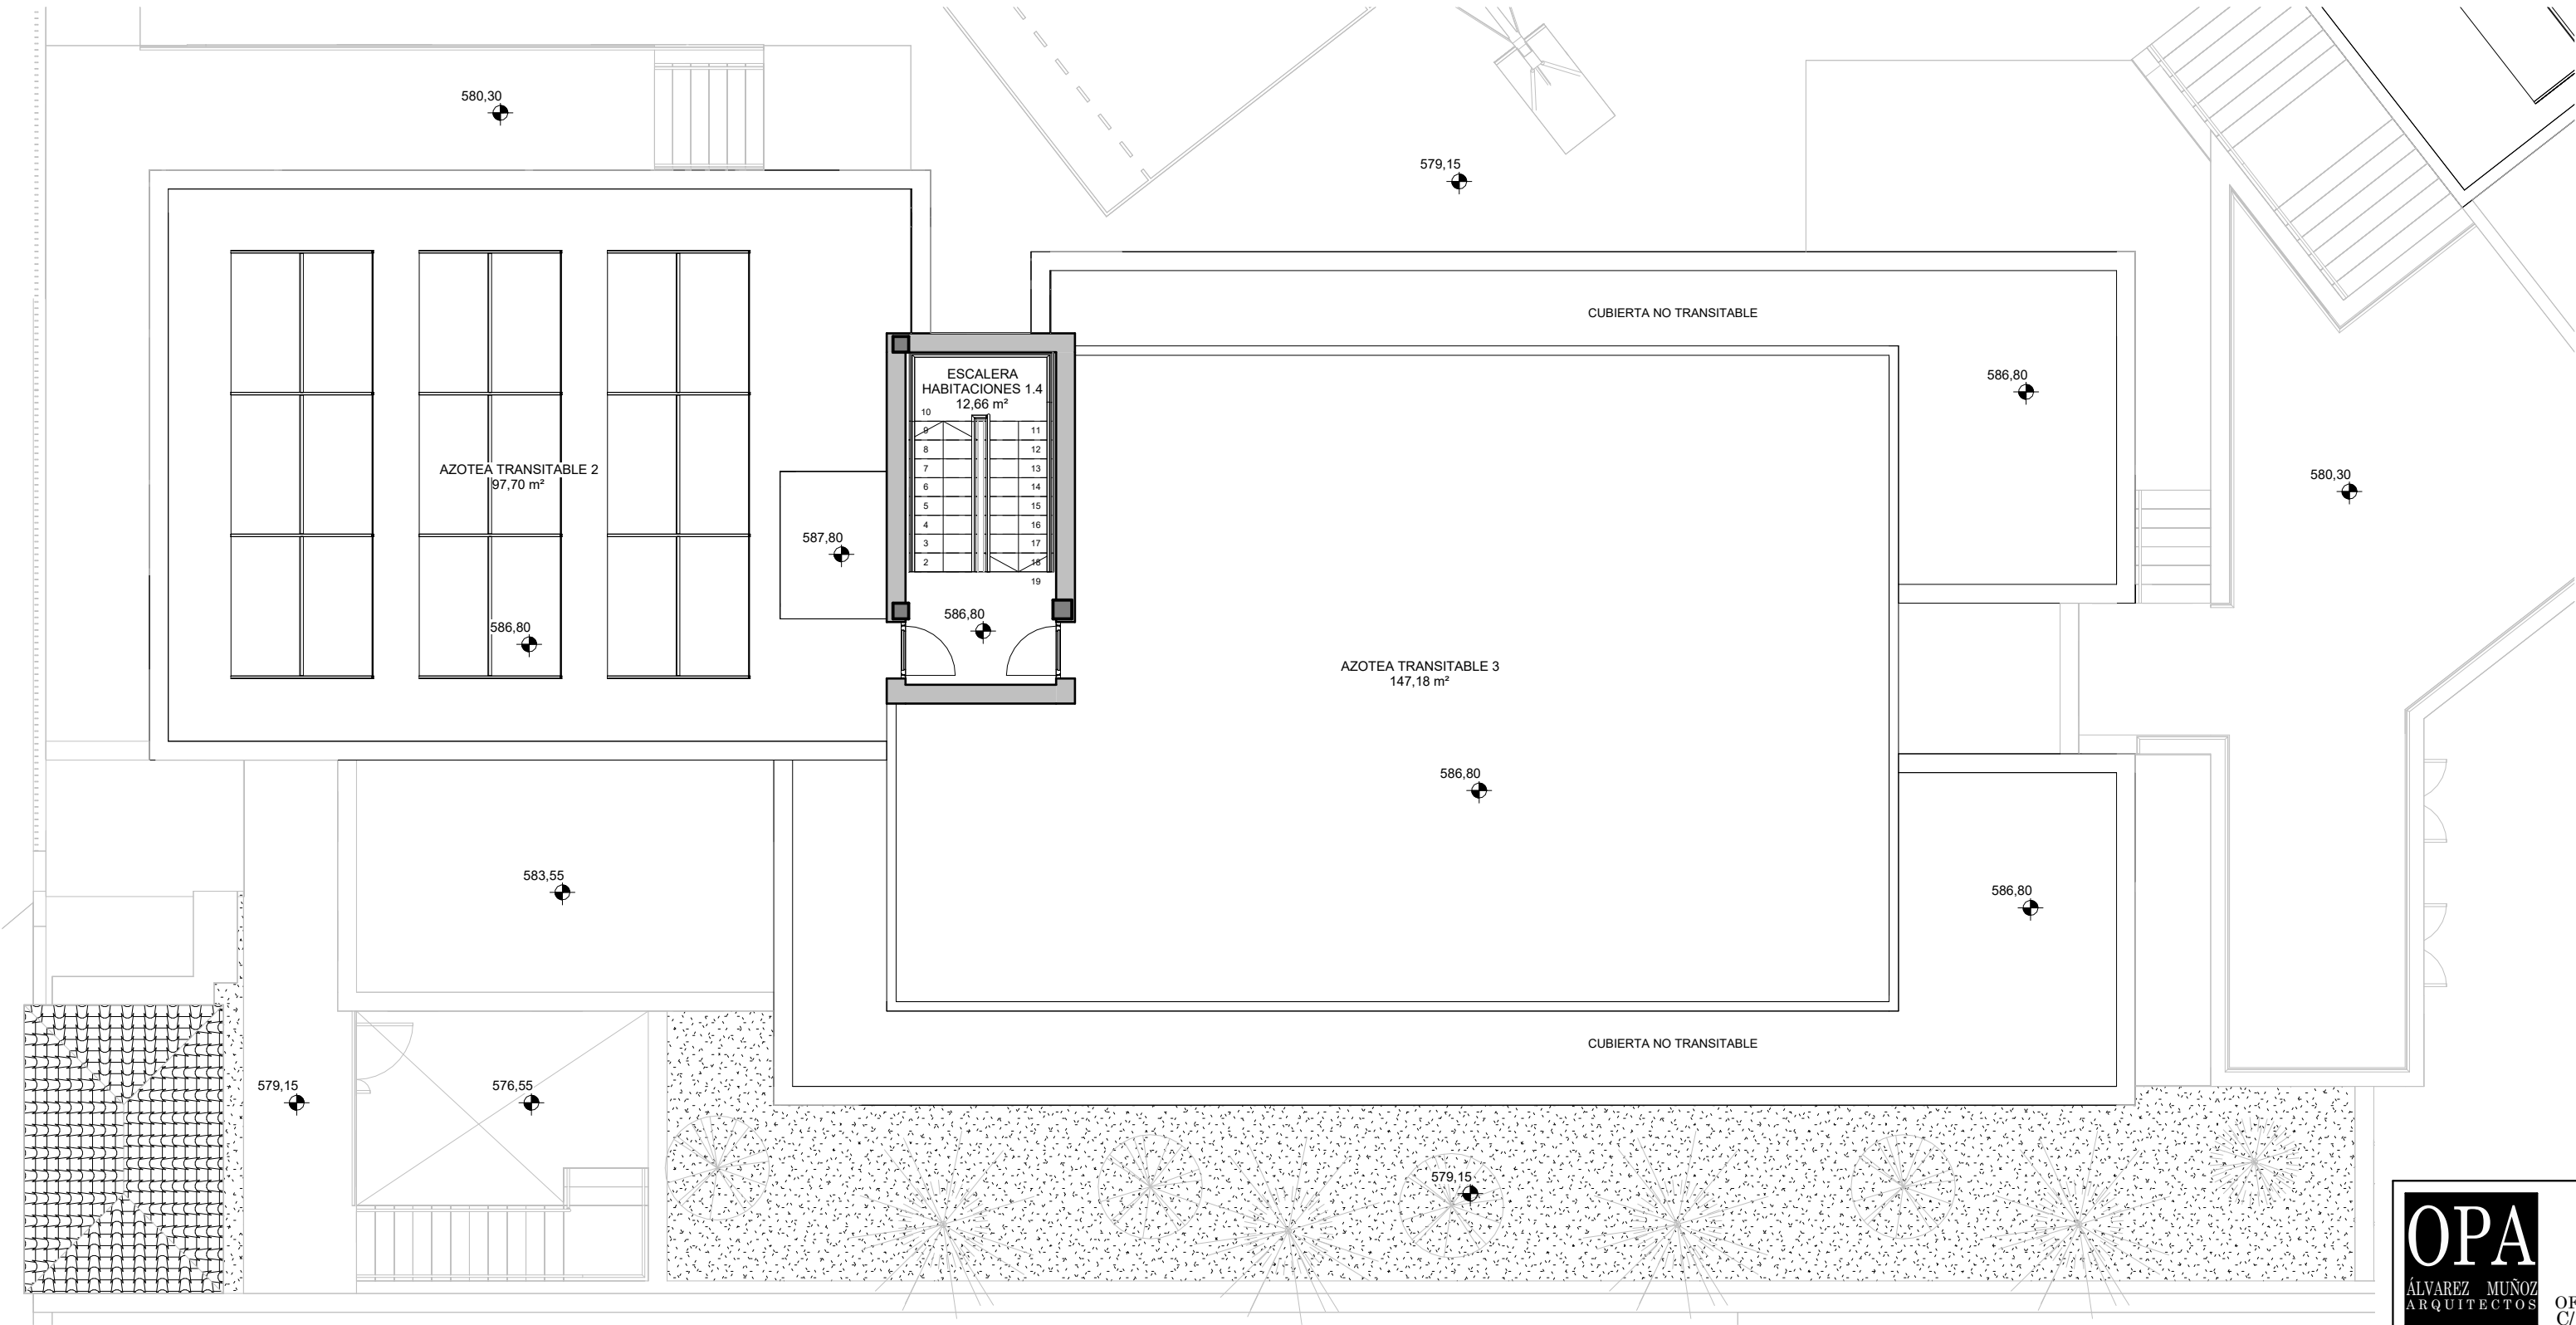 580,30
579,15
CUBIERTA NO TRANSITABLE
ESCALERA
HABITACIONES 1.4
12,66 m²
586,80
10
9
11
8
12
7
13
6
14
5
15
4
16
3
17
2
18
19
AZOTEA TRANSITABLE 2
97,70 m²
580,30
587,80
586,80
586,80
AZOTEA TRANSITABLE 3
147,18 m²
586,80
583,55
586,80
CUBIERTA NO TRANSITABLE
579,15
576,55
579,15
OPA
ÁLVAREZ MUÑOZ
ARQUITECTOS
C/